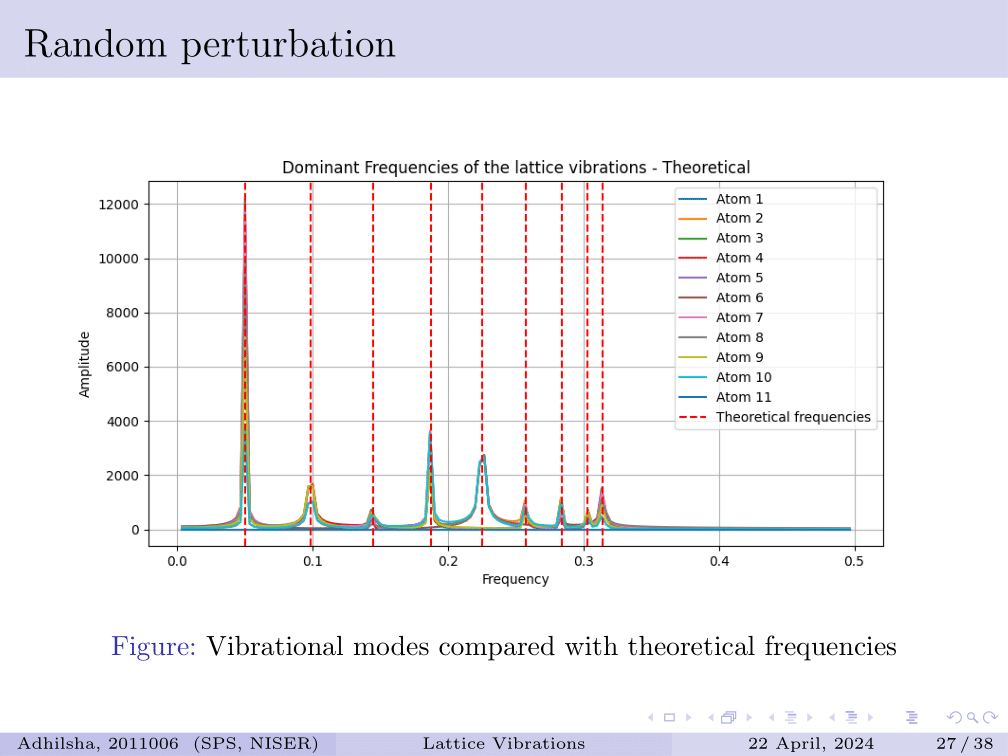 Random perturbation
Dominant Frequencies of the lattice vibrations - Theoretical
Amplitude
12000
10000
8000
6000
4000
2000
0
0.0 0.1 0.2 0.3 0.4 0.5
Frequency
Atom 1
Atom 2
Atom 3
Atom 4
Atom 5
Atom 6
Atom 7
Atom 8
Atom 9
Atom 10
Atom 11
Theoretical frequencies
Figure: Vibrational modes compared with theoretical frequencies
Adhilsha, 2011006 (SPS, NISER) Lattice Vibrations 22 April, 2024 27 / 38